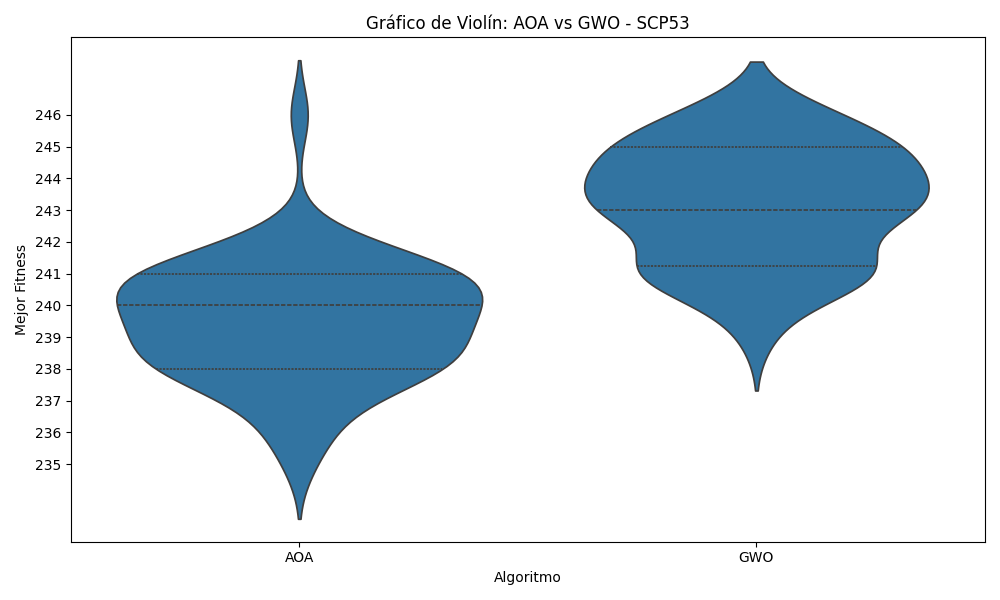 Gráfico de Violín: AOA vs GWO - SCP53
Mejor Fitness
246
245
244
243
242
241
240
239
238
237
236
235
AOA
GWO
Algoritmo